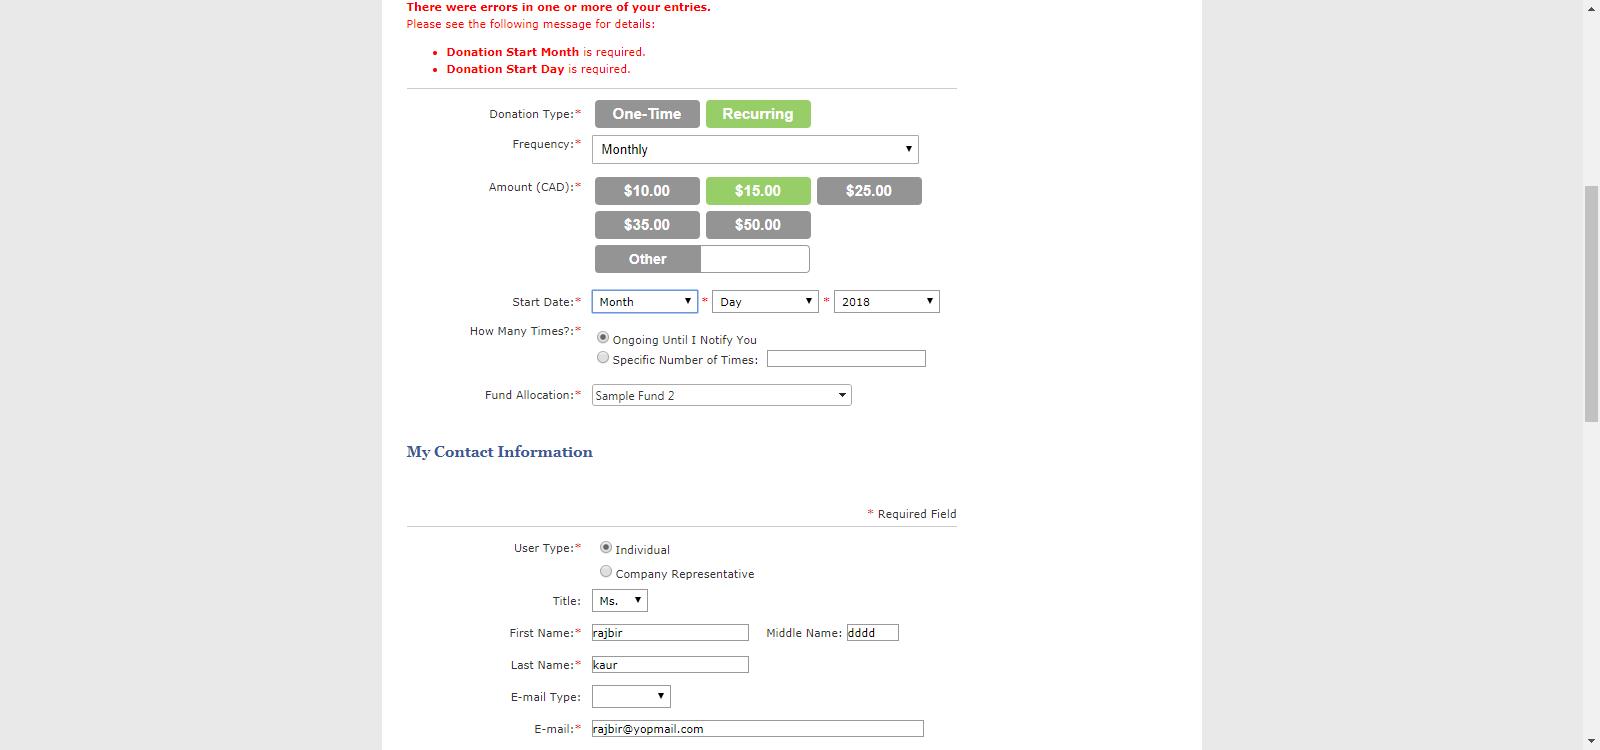 There were errors in one or more of your entries.
Please see the following message for details:
• Donation Start Month is required.
• Donation Start Day is required.
Donation Type:* One-Time Recurring
Frequency:* Monthly
Amount (CAD):* $10.00 $15.00 $25.00
$35.00 $50.00
Other
Start Date:* Month * Day * 2018
How Many Times?:* Ongoing Until I Notify You
Specific Number of Times:
Fund Allocation:* Sample Fund 2
My Contact Information
* Required Field
User Type:* Individual
Company Representative
Title: Ms.
First Name:* rajbir Middle Name: dddd
Last Name:* kaur
E-mail Type:
E-mail:* rajbir@yopmail.com